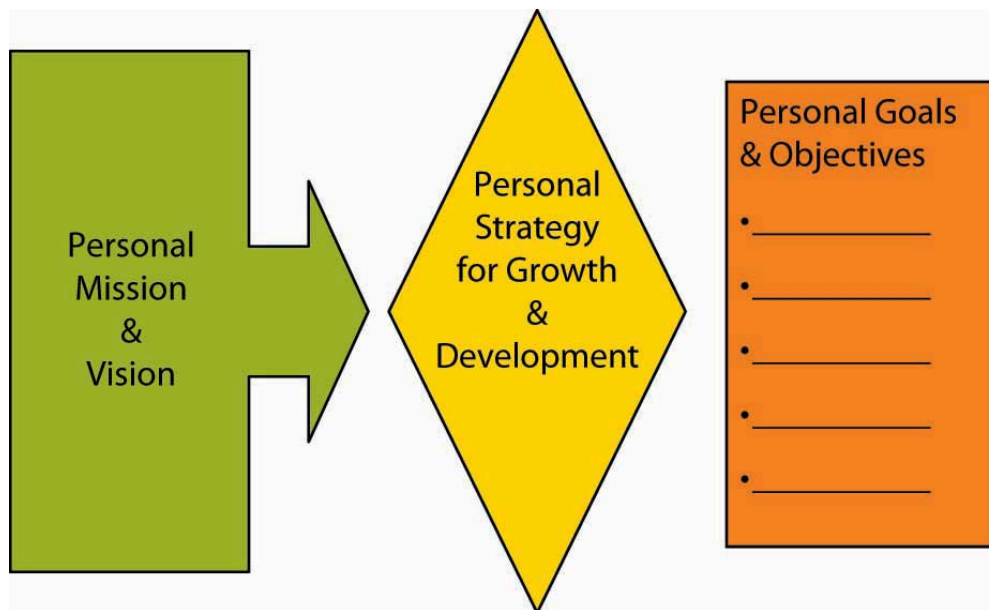 Personal
Mission
&
Vision
Personal
Strategy
for Growth
&
Development
Personal Goals
& Objectives
•
•
•
•
•